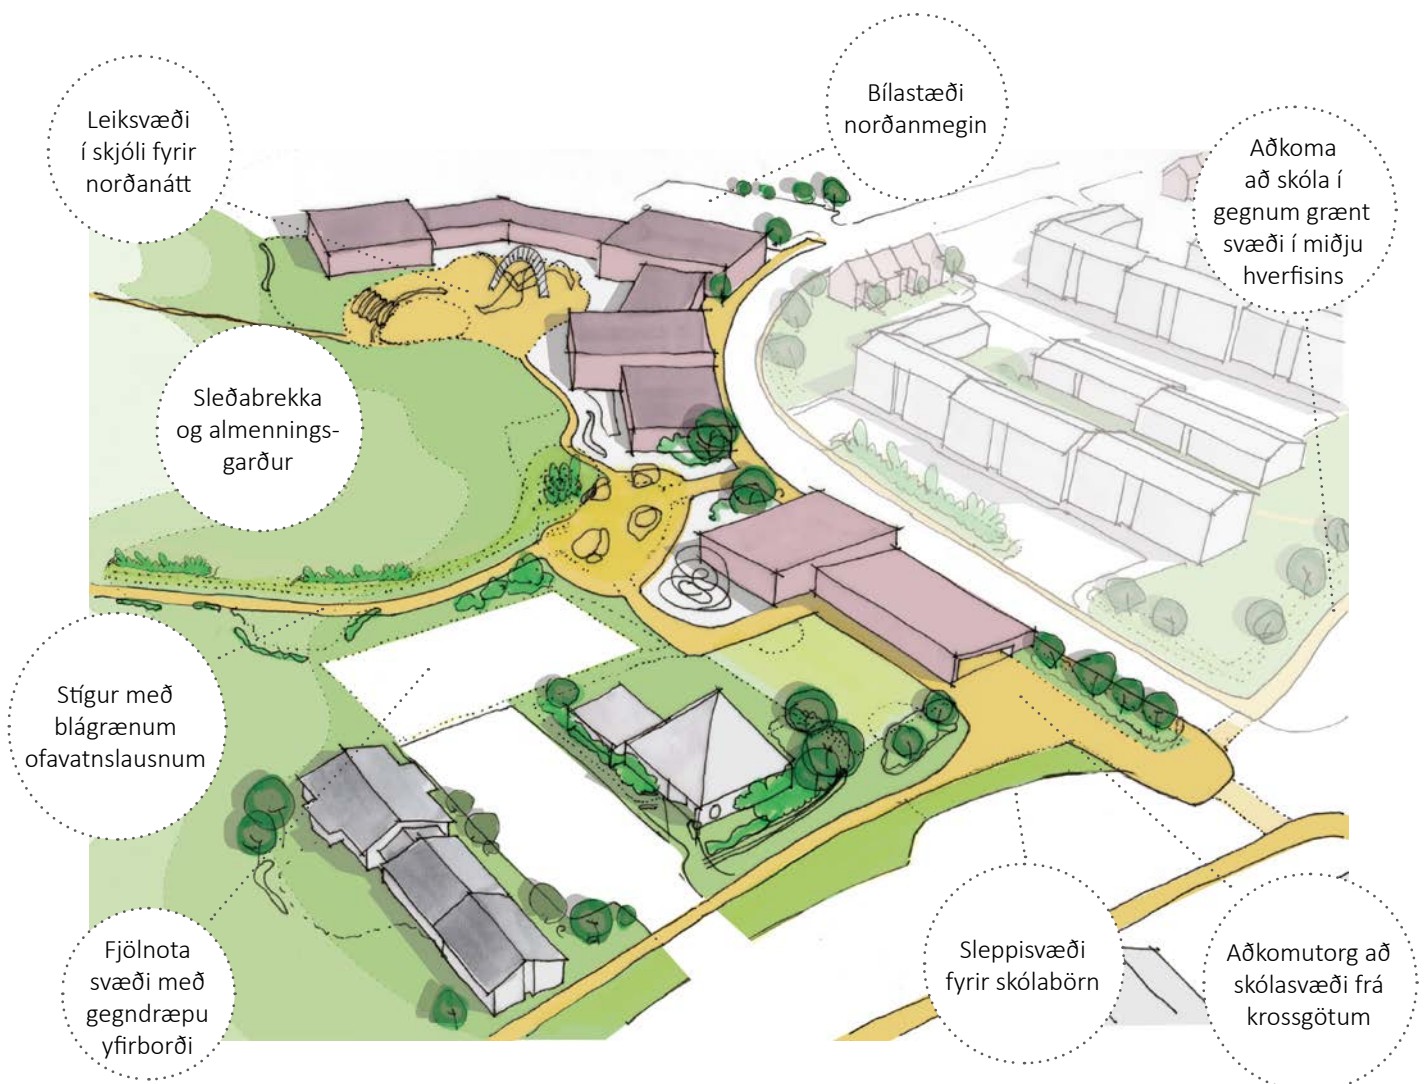 Leiksvæði
í skjóli fyrir
norðanátt
Bílastæði
norðanmegin
Aðkoma
að skóla í
gegnum grænt
svæði í miðju
hverfisins
Sleðabrekka
og almennings-
garður
Stígur með
blágrænum
ofavatnslausnum
Fjölnota
svæði með
gegndræpu
yfirborði
Sleppisvæði
fyrir skólabörn
Aðkomutorg að
skólasvæði frá
krossgötum